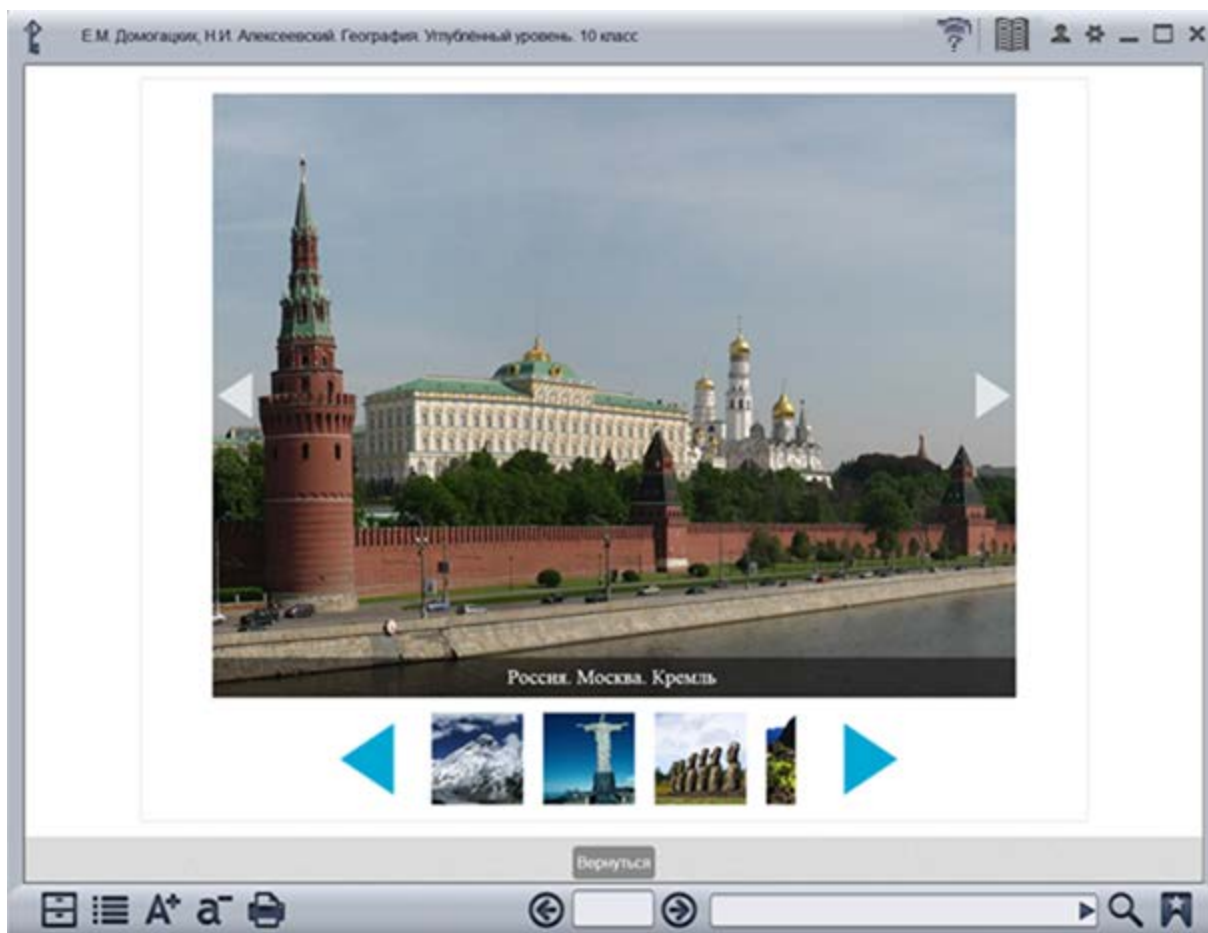 Е.М. Домогацких, Н.И. Алексеевский. География. Углублённый уровень. 10 класс
?
Россия. Москва. Кремль
Вернуться
A+ a-